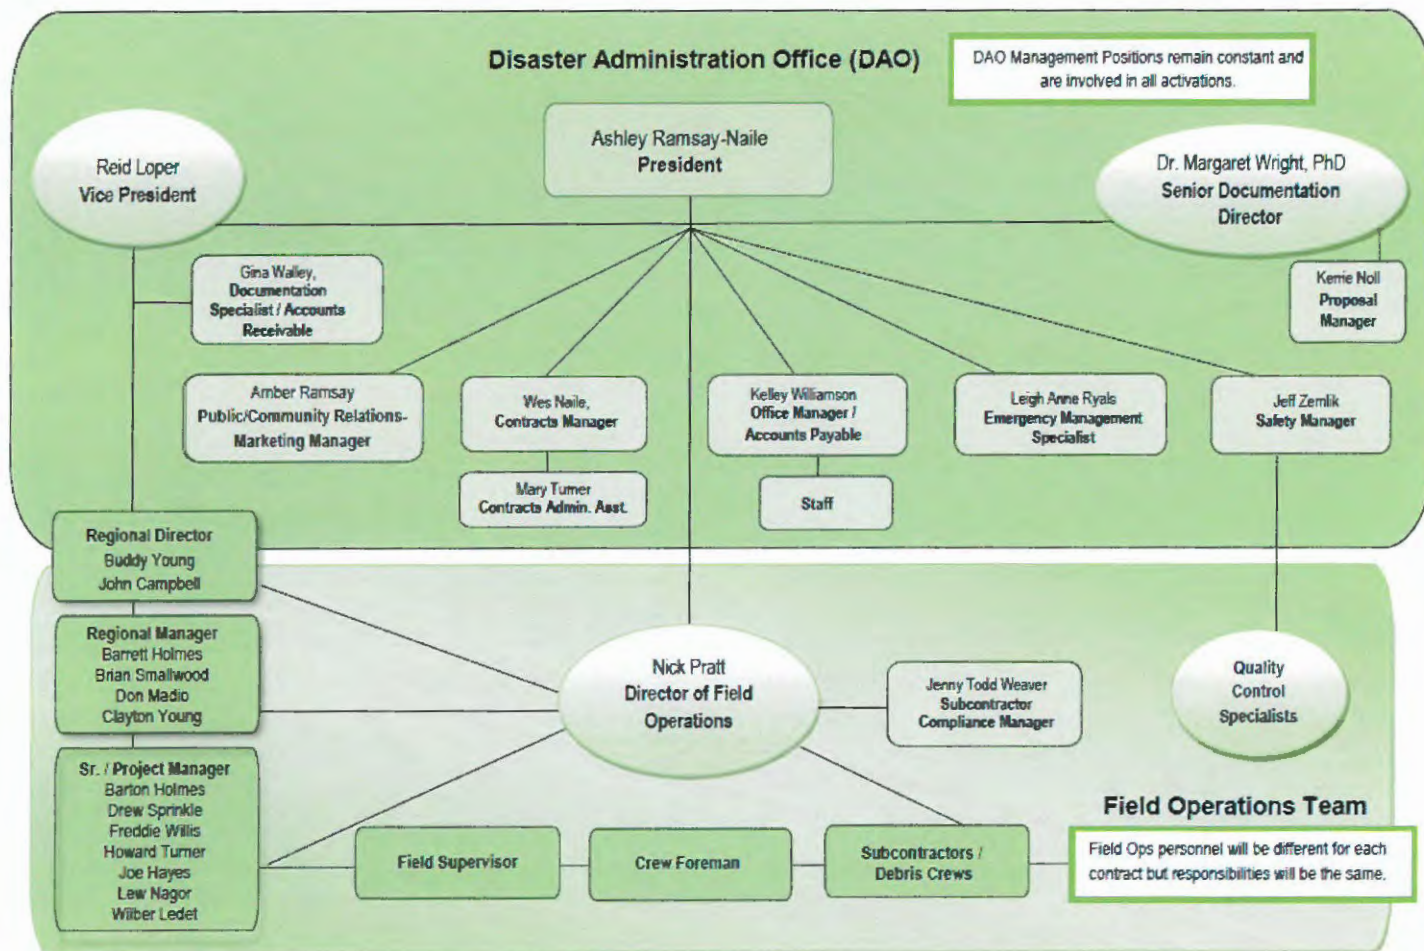 Disaster Administration Office (DAO)
DAO Management Positions remain constant and
are involved in all activations.
Ashley Ramsay-Naile
President
Reid Loper
Vice President
Dr. Margaret Wright, PhD
Senior Documentation
Director
Gina Walley,
Documentation
Specialist / Accounts
Receivable
Kerrie Noll
Proposal
Manager
Amber Ramsay
Public/Community Relations-
Marketing Manager
Wes Naile,
Contracts Manager
Kelley Williamson
Office Manager /
Accounts Payable
Leigh Anne Ryals
Emergency Management
Specialist
Jeff Zemlik
Safety Manager
Mary Turner
Contracts Admin. Asst.
Staff
Regional Director
Buddy Young
John Campbell
Regional Manager
Barrett Holmes
Brian Smallwood
Don Madio
Clayton Young
Nick Pratt
Director of Field
Operations
Jenny Todd Weaver
Subcontractor
Compliance Manager
Quality
Control
Specialists
Sr. / Project Manager
Barton Holmes
Drew Sprinkle
Freddie Willis
Howard Turner
Joe Hayes
Lew Nagor
Wilber Ledet
Field Supervisor
Crew Foreman
Subcontractors /
Debris Crews
Field Operations Team
Field Ops personnel will be different for each
contract but responsibilities will be the same.